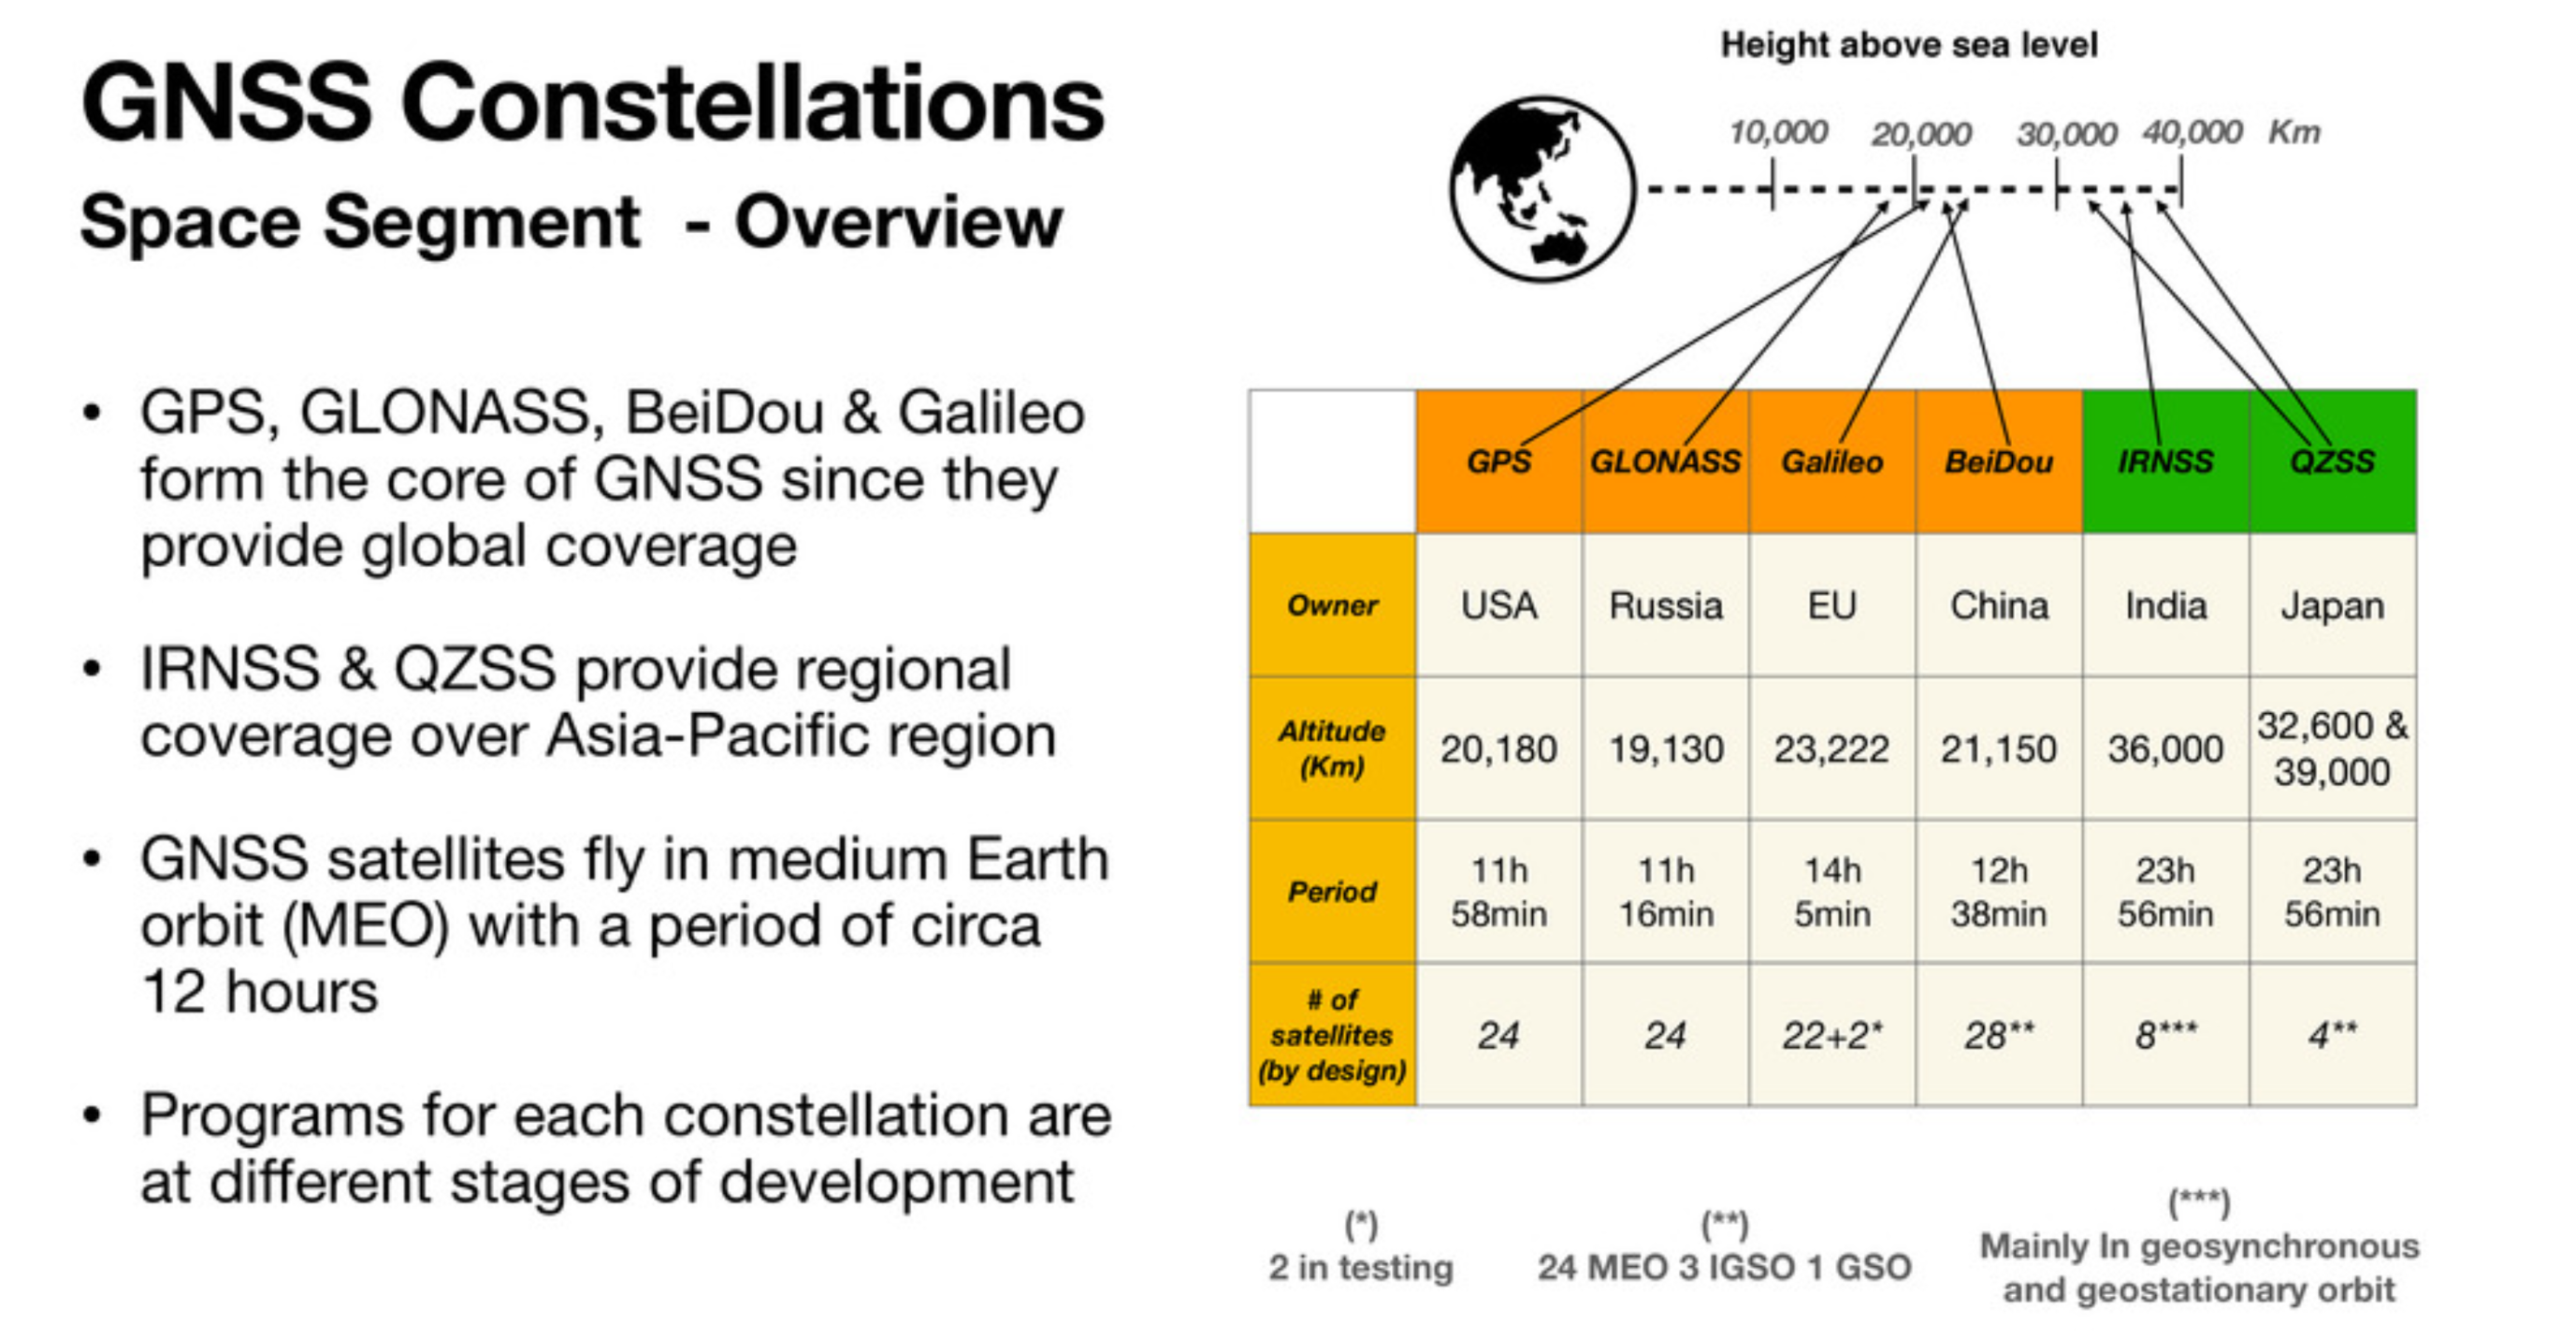 GNSS Constellations
Space Segment - Overview
• GPS, GLONASS, BeiDou & Galileo
form the core of GNSS since they
provide global coverage
• IRNSS & QZSS provide regional
coverage over Asia-Pacific region
• GNSS satellites fly in medium Earth
orbit (MEO) with a period of circa
12 hours
• Programs for each constellation are
at different stages of development
Height above sea level
10,000 20,000 30,000 40,000 Km
GPS GLONASS Galileo BeiDou IRNSS QZSS
Owner USA Russia EU China India Japan
Altitude
(Km)
20,180 19,130 23,222 21,150 36,000
32,600 &
39,000
Period
11h
58min
11h
16min
14h
5min
12h
38min
23h
56min
23h
56min
# of
satellites
(by design)
24 24 22+2* 28** 8*** 4**
(*)
2 in testing
(**)
24 MEO 3 IGSO 1 GSO
(***)
Mainly In geosynchronous
and geostationary orbit